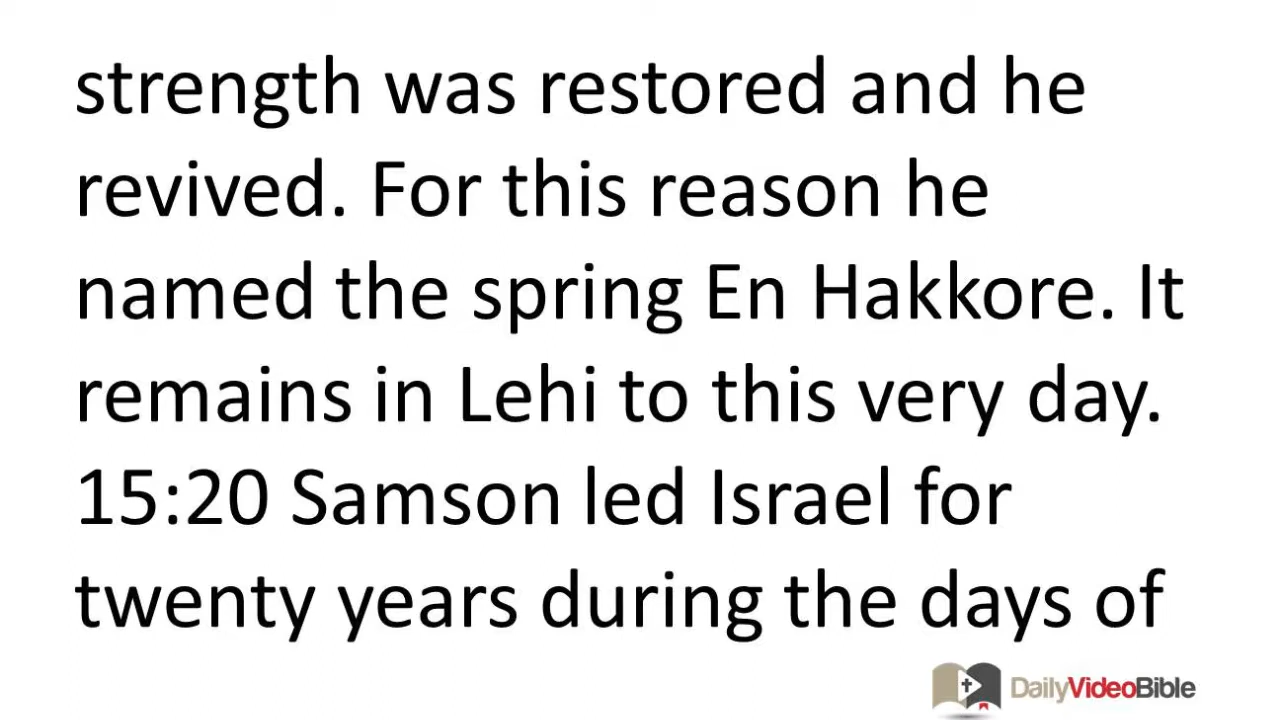 strength was restored and he
revived. For this reason he
named the spring En Hakkore. It
remains in Lehi to this very day.
15:20 Samson led Israel for
twenty years during the days of
DailyVideoBible